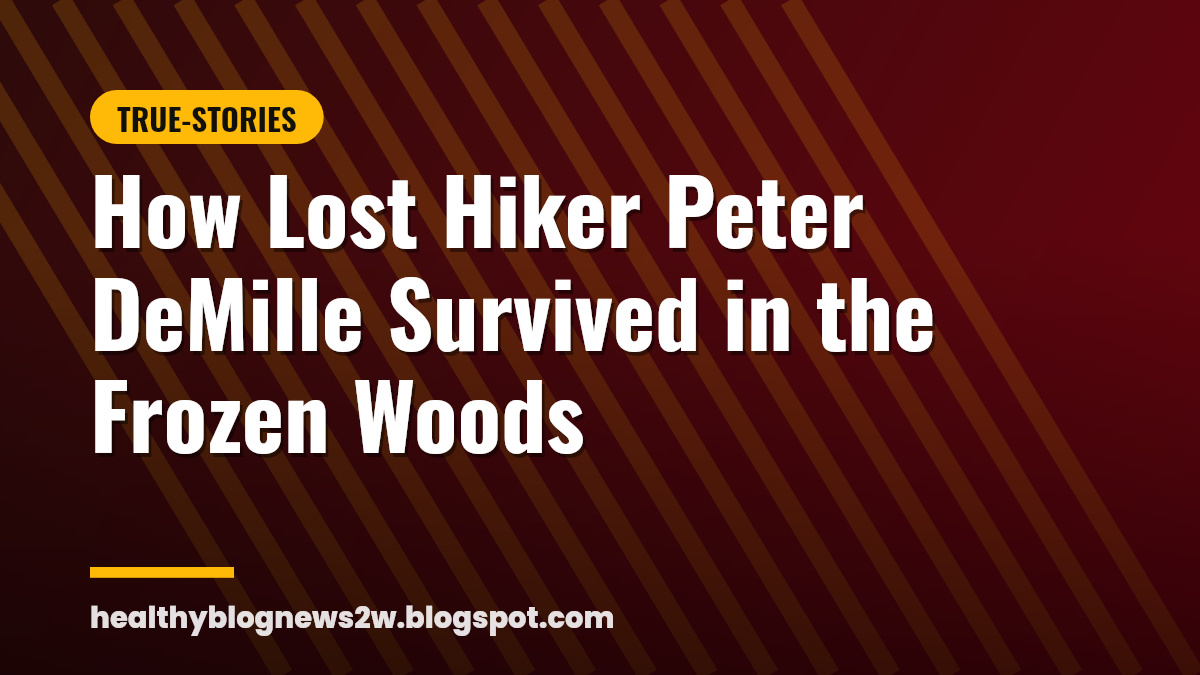 TRUE-STORIES
How Lost Hiker Peter
DeMille Survived in the
Frozen Woods
healthyblognews2w.blogspot.com